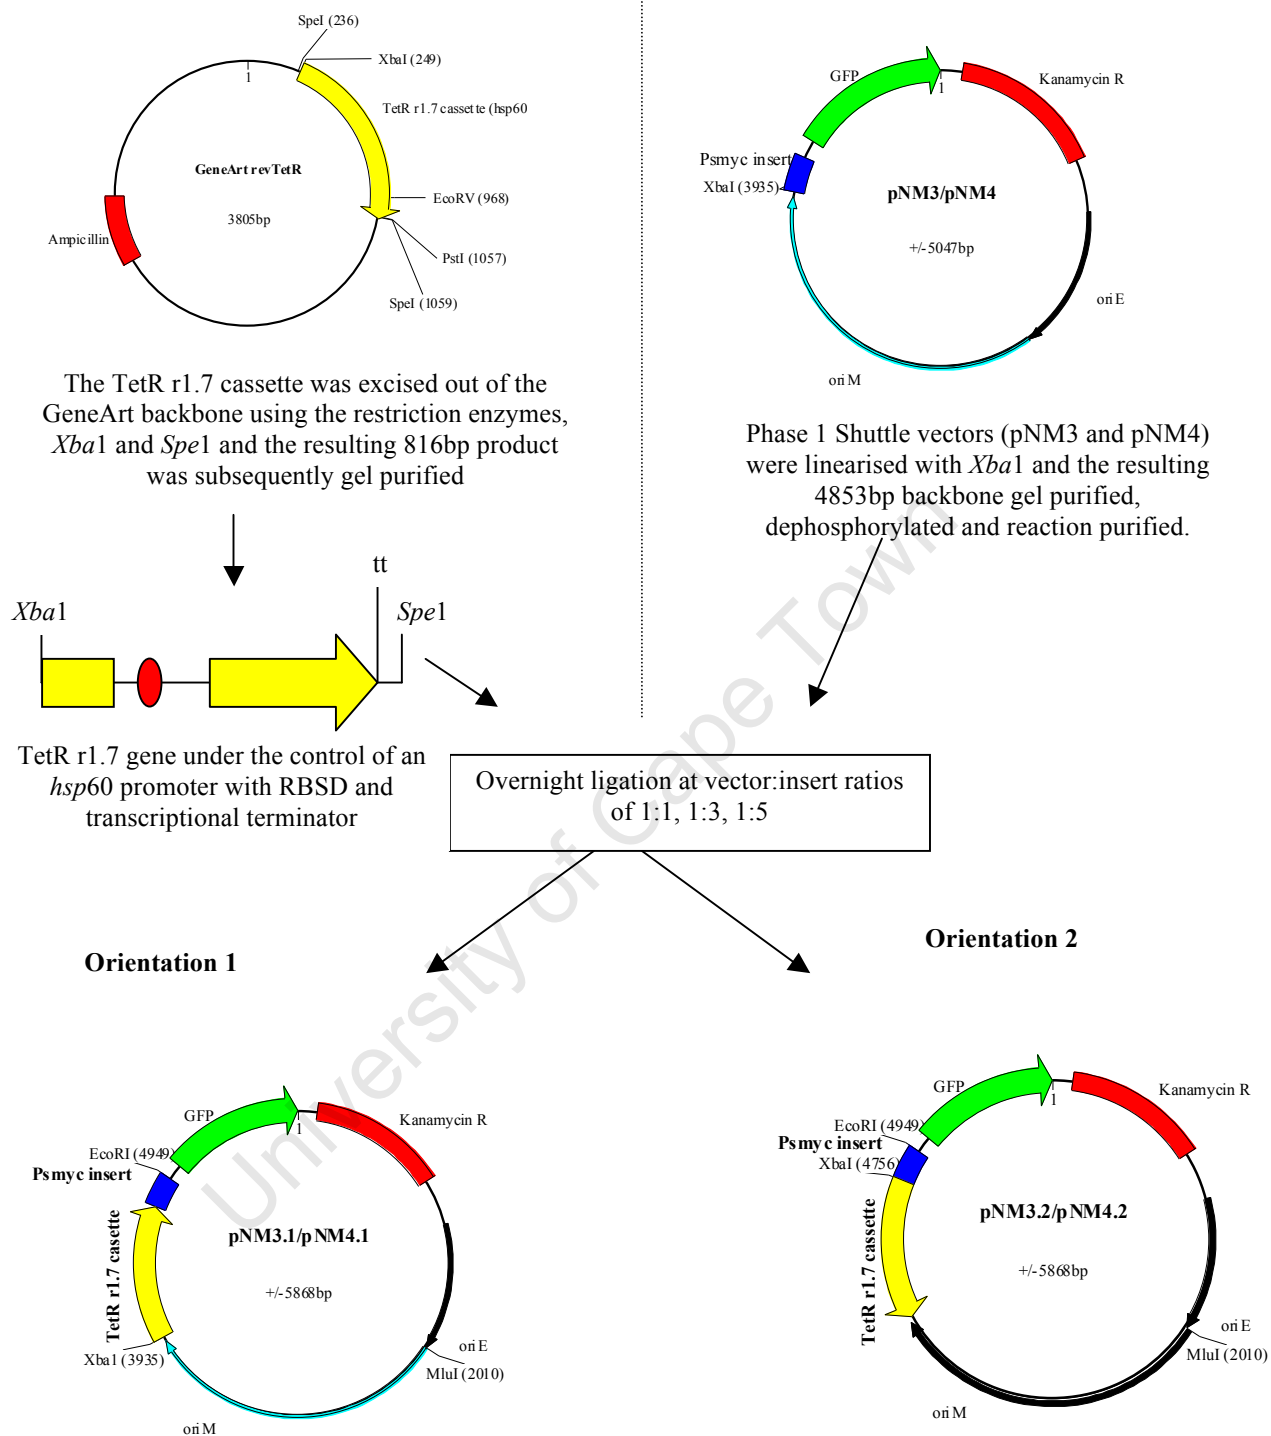 SpeI (236)
XbaI (249)
1
TetR r1.7 cassette (hsp60
GeneArt revTetR
3805bp
EcoRV (968)
Ampicillin
PstI (1057)
SpeI (1059)
GFP
1
Kanamycin R
Psmyc insert
XbaI (3935)
pNM3/pNM4
+/-5047bp
ori E
ori M
The TetR r1.7 cassette was excised out of the
GeneArt backbone using the restriction enzymes,
Xba1 and Spe1 and the resulting 816bp product
was subsequently gel purified
Phase 1 Shuttle vectors (pNM3 and pNM4)
were linearised with Xba1 and the resulting
4853bp backbone gel purified,
dephosphorylated and reaction purified.
tt
Xba1
Spe1
TetR r1.7 gene under the control of an
hsp60 promoter with RBSD and
transcriptional terminator
Overnight ligation at vector:insert ratios
of 1:1, 1:3, 1:5
Orientation 1
Orientation 2
GFP
1
Kanamycin R
EcoRI (4949)
Psmyc insert
TetR r1.7 casette
pNM3.1/pNM4.1
+/-5868bp
Xba1 (3935)
ori E
MluI (2010)
ori M
GFP
1
Kanamycin R
EcoRI (4949)
Psmyc insert
XbaI (4756)
TetR r1.7 cassette
pNM3.2/pNM4.2
+/-5868bp
ori E
MluI (2010)
ori M
University of Cape Town